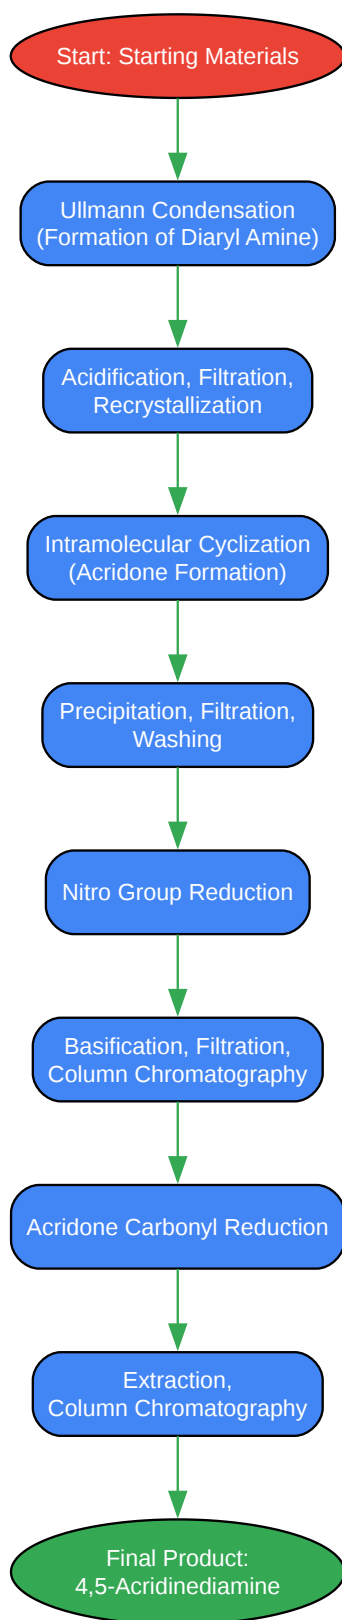 Start: Starting Materials
Ullmann Condensation
(Formation of Diaryl Amine)
Acidification, Filtration,
Recrystallization
Intramolecular Cyclization
(Acridone Formation)
Precipitation, Filtration,
Washing
Nitro Group Reduction
Basification, Filtration,
Column Chromatography
Acridone Carbonyl Reduction
Extraction,
Column Chromatography
Final Product:
4,5-Acridinediamine